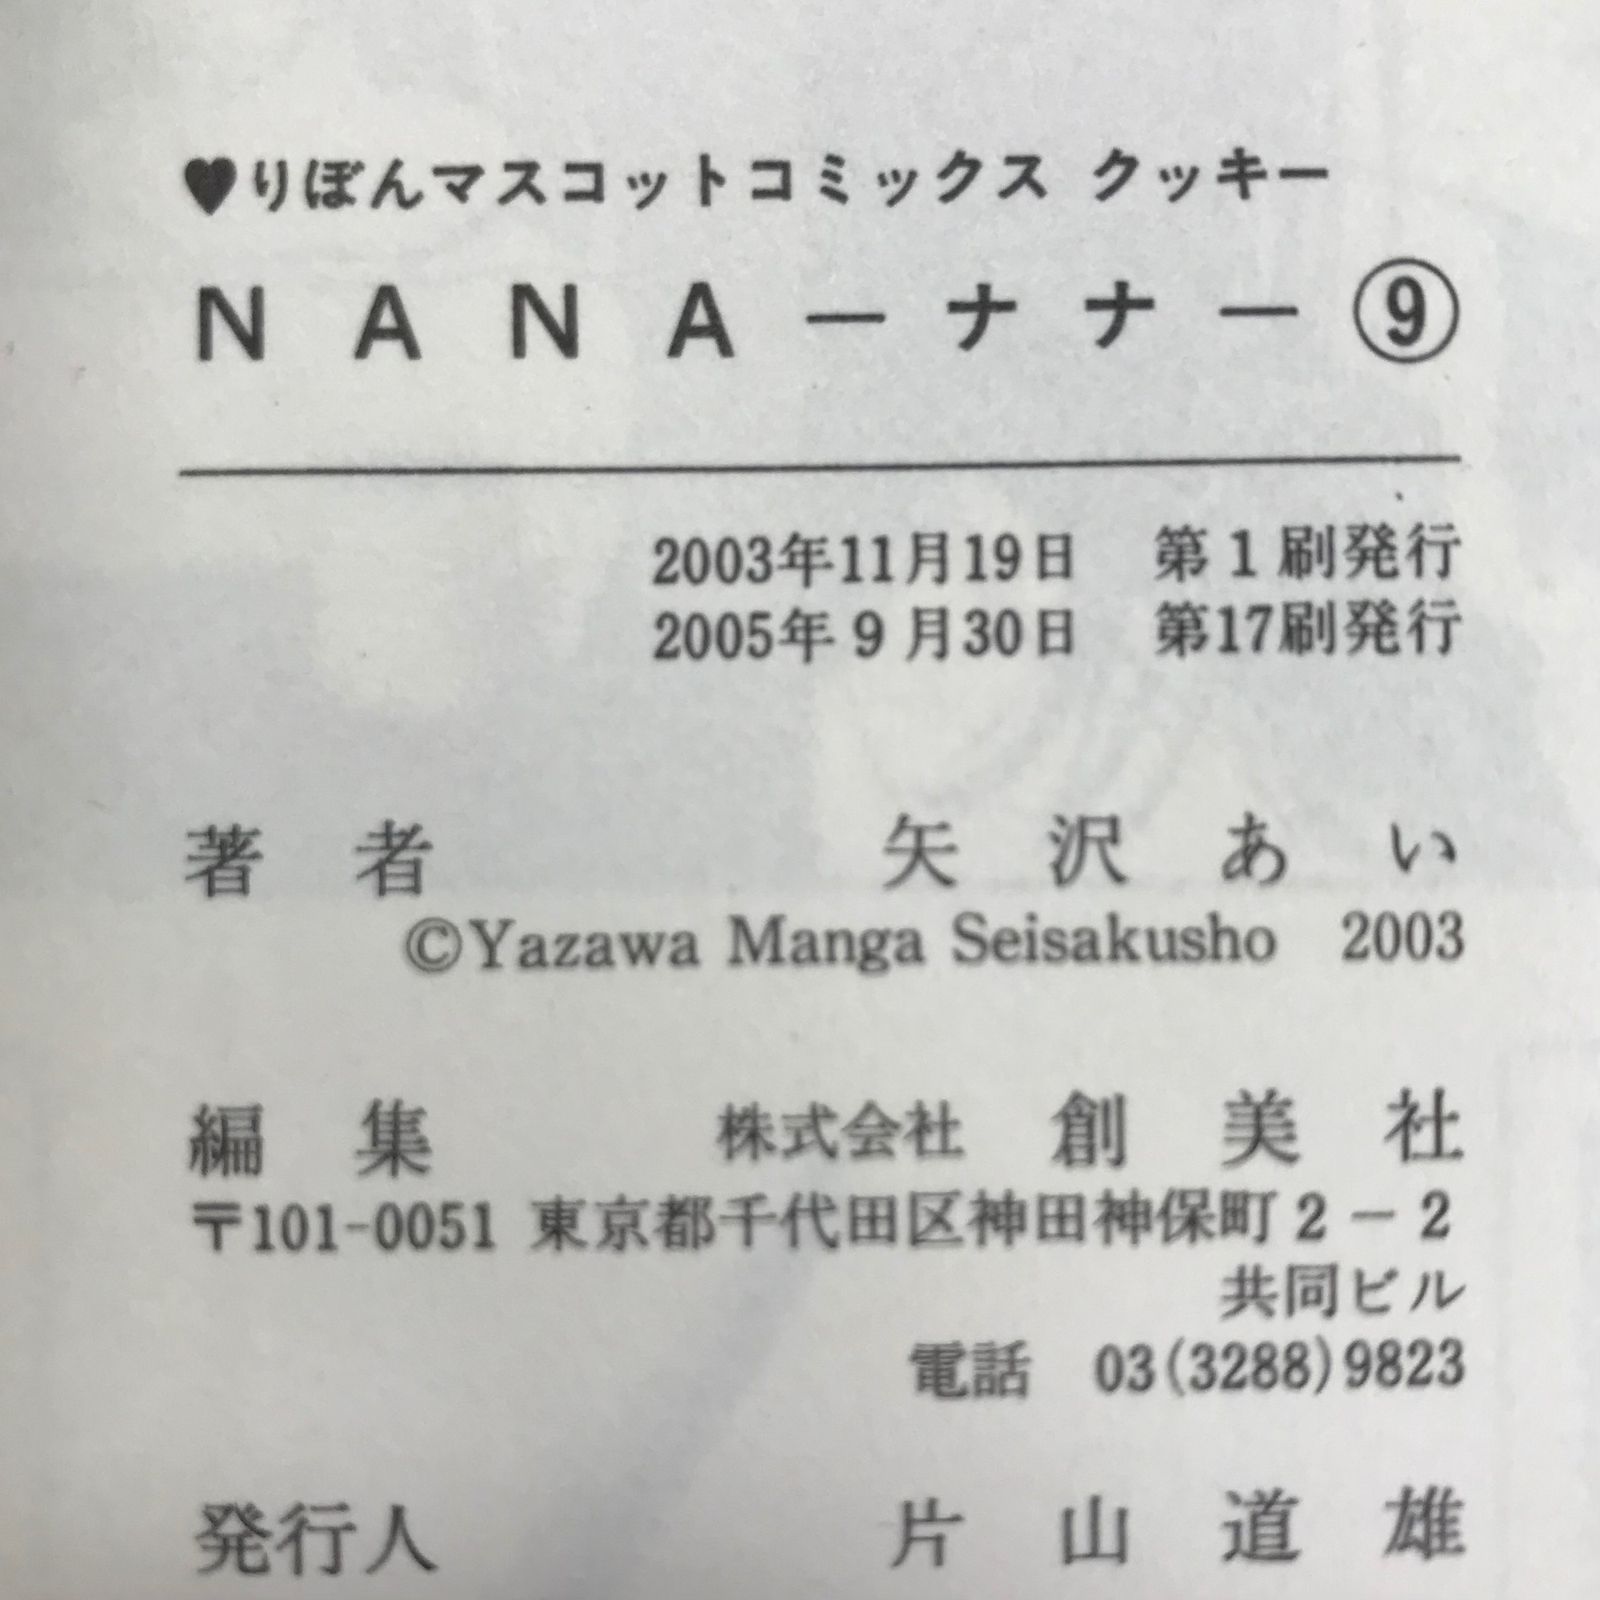 ♥りぼんマスコットコミックス クッキー
NANA―ナナ―⑨
2003年11月19日 第1刷発行
2005年9月30日 第17刷発行
著者 矢沢あい
©Yazawa Manga Seisakusho 2003
編集 株式会社 創美社
〒101-0051 東京都千代田区神田神保町2－2
共同ビル
電話 03(3288)9823
発行人 片山道雄